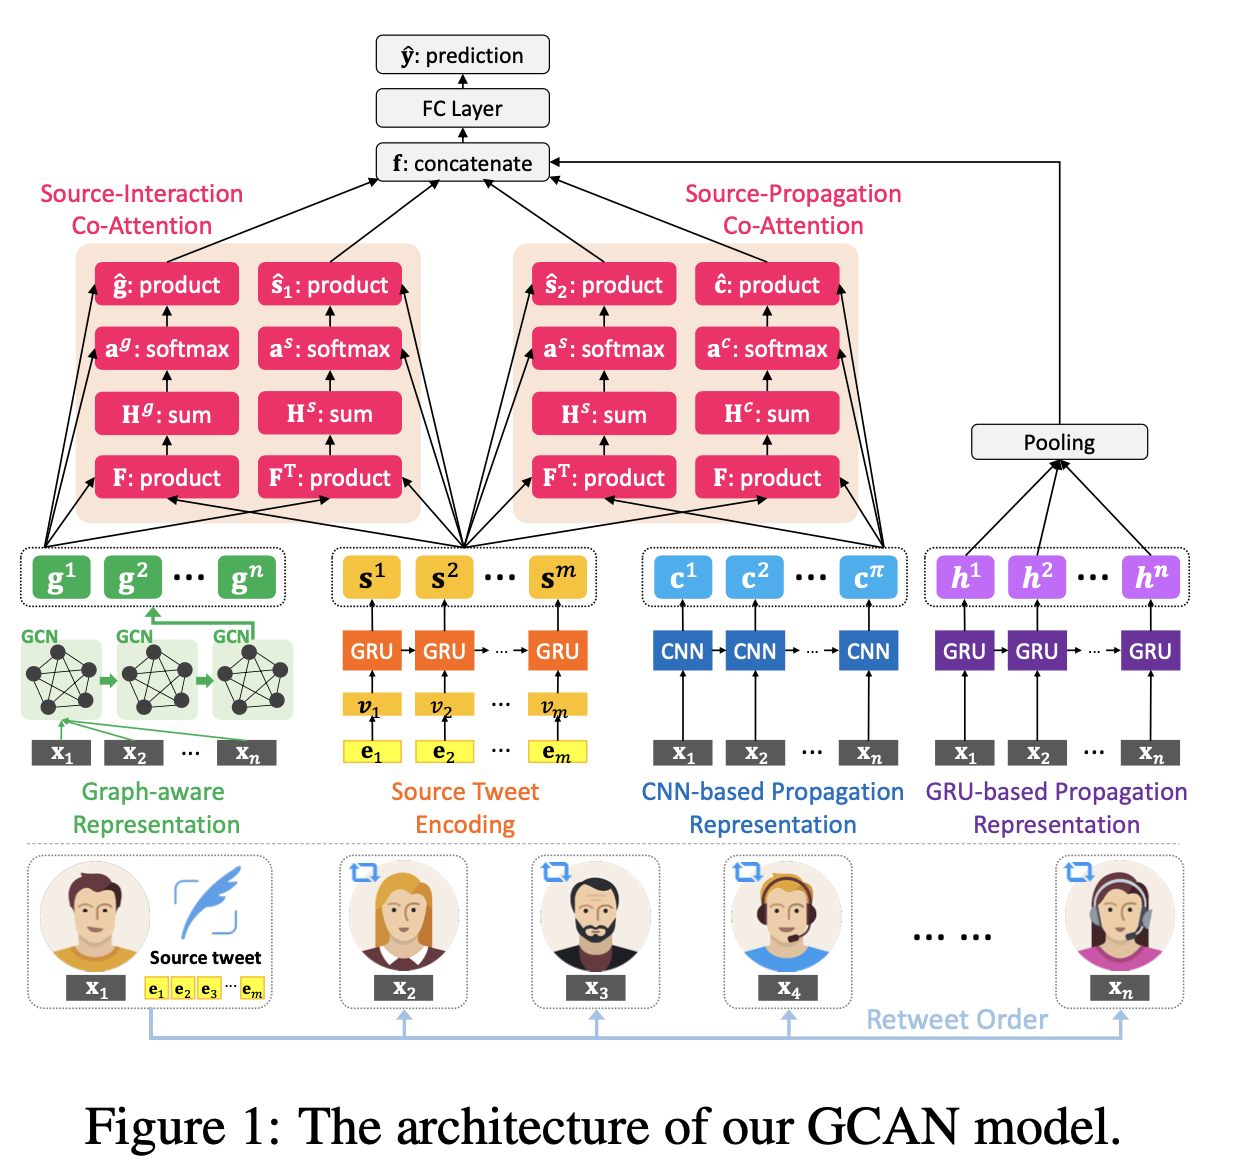 ŷ: prediction
FC Layer
f: concatenate
Source-Interaction
Co-Attention
Source-Propagation
Co-Attention
ĝ: product
ŝ₁: product
ŝ₂: product
ĉ: product
aᵍ: softmax
aˢ: softmax
aˢ: softmax
aᶜ: softmax
Hᵍ: sum
Hˢ: sum
Hˢ: sum
Hᶜ: sum
F: product
Fᵀ: product
Fᵀ: product
F: product
Pooling
g¹ g² ... gⁿ
s¹ s² ... sᵐ
c¹ c² ... c^π
h¹ h² ... hⁿ
GCN GCN GCN
GRU GRU ... GRU
CNN CNN ... CNN
GRU GRU ... GRU
v₁ v₂ ... vₘ
x₁ x₂ ... xₙ
e₁ e₂ ... eₘ
x₁ x₂ ... xₙ
x₁ x₂ ... xₙ
Graph-aware
Representation
Source Tweet
Encoding
CNN-based Propagation
Representation
GRU-based Propagation
Representation
Source tweet
x₁
e₁ e₂ e₃ ... eₘ
x₂
x₃
x₄
... ...
xₙ
Retweet Order
Figure 1: The architecture of our GCAN model.